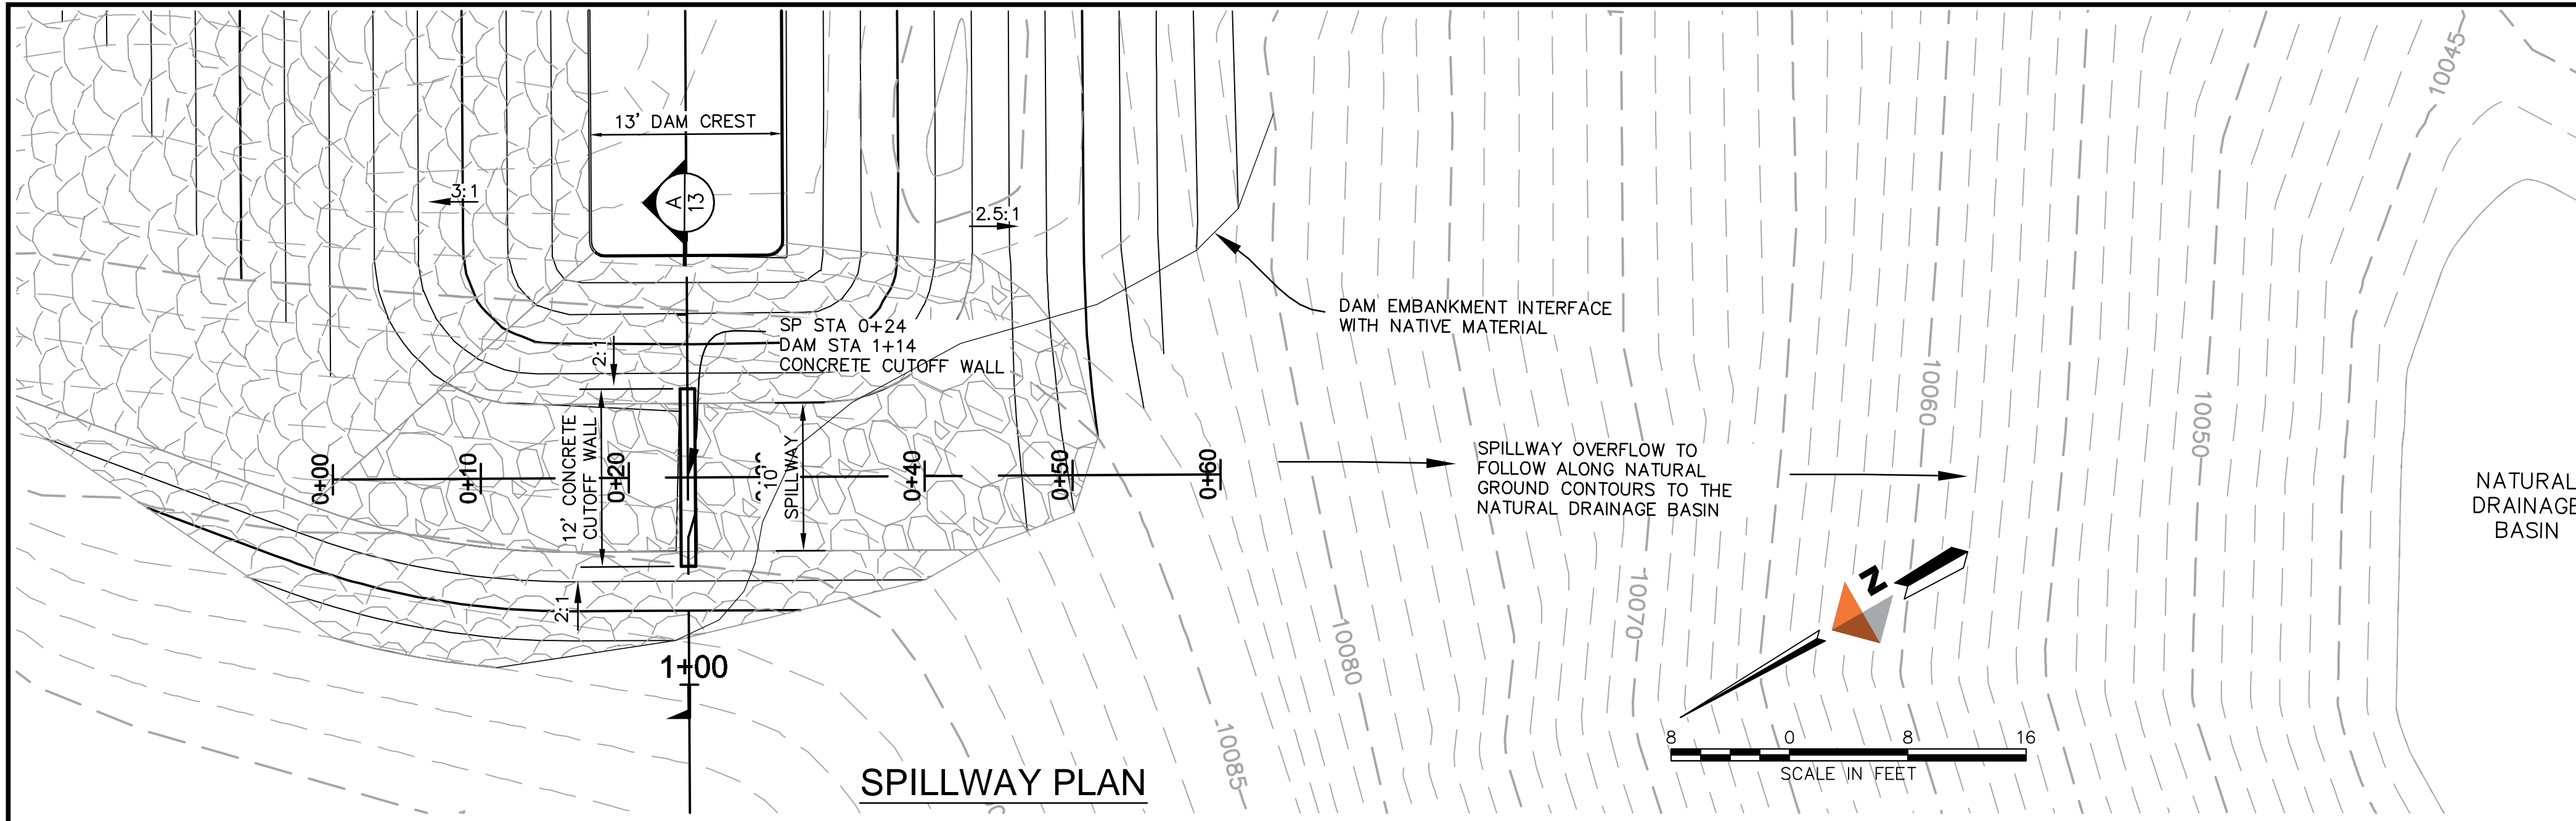 10045
13' DAM CREST
3:1
A
13
2.5:1
DAM EMBANKMENT INTERFACE
WITH NATIVE MATERIAL
SP STA 0+24
DAM STA 1+14
CONCRETE CUTOFF WALL
2:1
12' CONCRETE
CUTOFF WALL
10'
SPILLWAY
0+00
0+10
0+20
0+40
0+50
0+60
SPILLWAY OVERFLOW TO
FOLLOW ALONG NATURAL
GROUND CONTOURS TO THE
NATURAL DRAINAGE BASIN
10060
10050
NATURAL
DRAINAGE
BASIN
2:1
N
10070
10080
1+00
10085
8 0 8 16
SCALE IN FEET
SPILLWAY PLAN